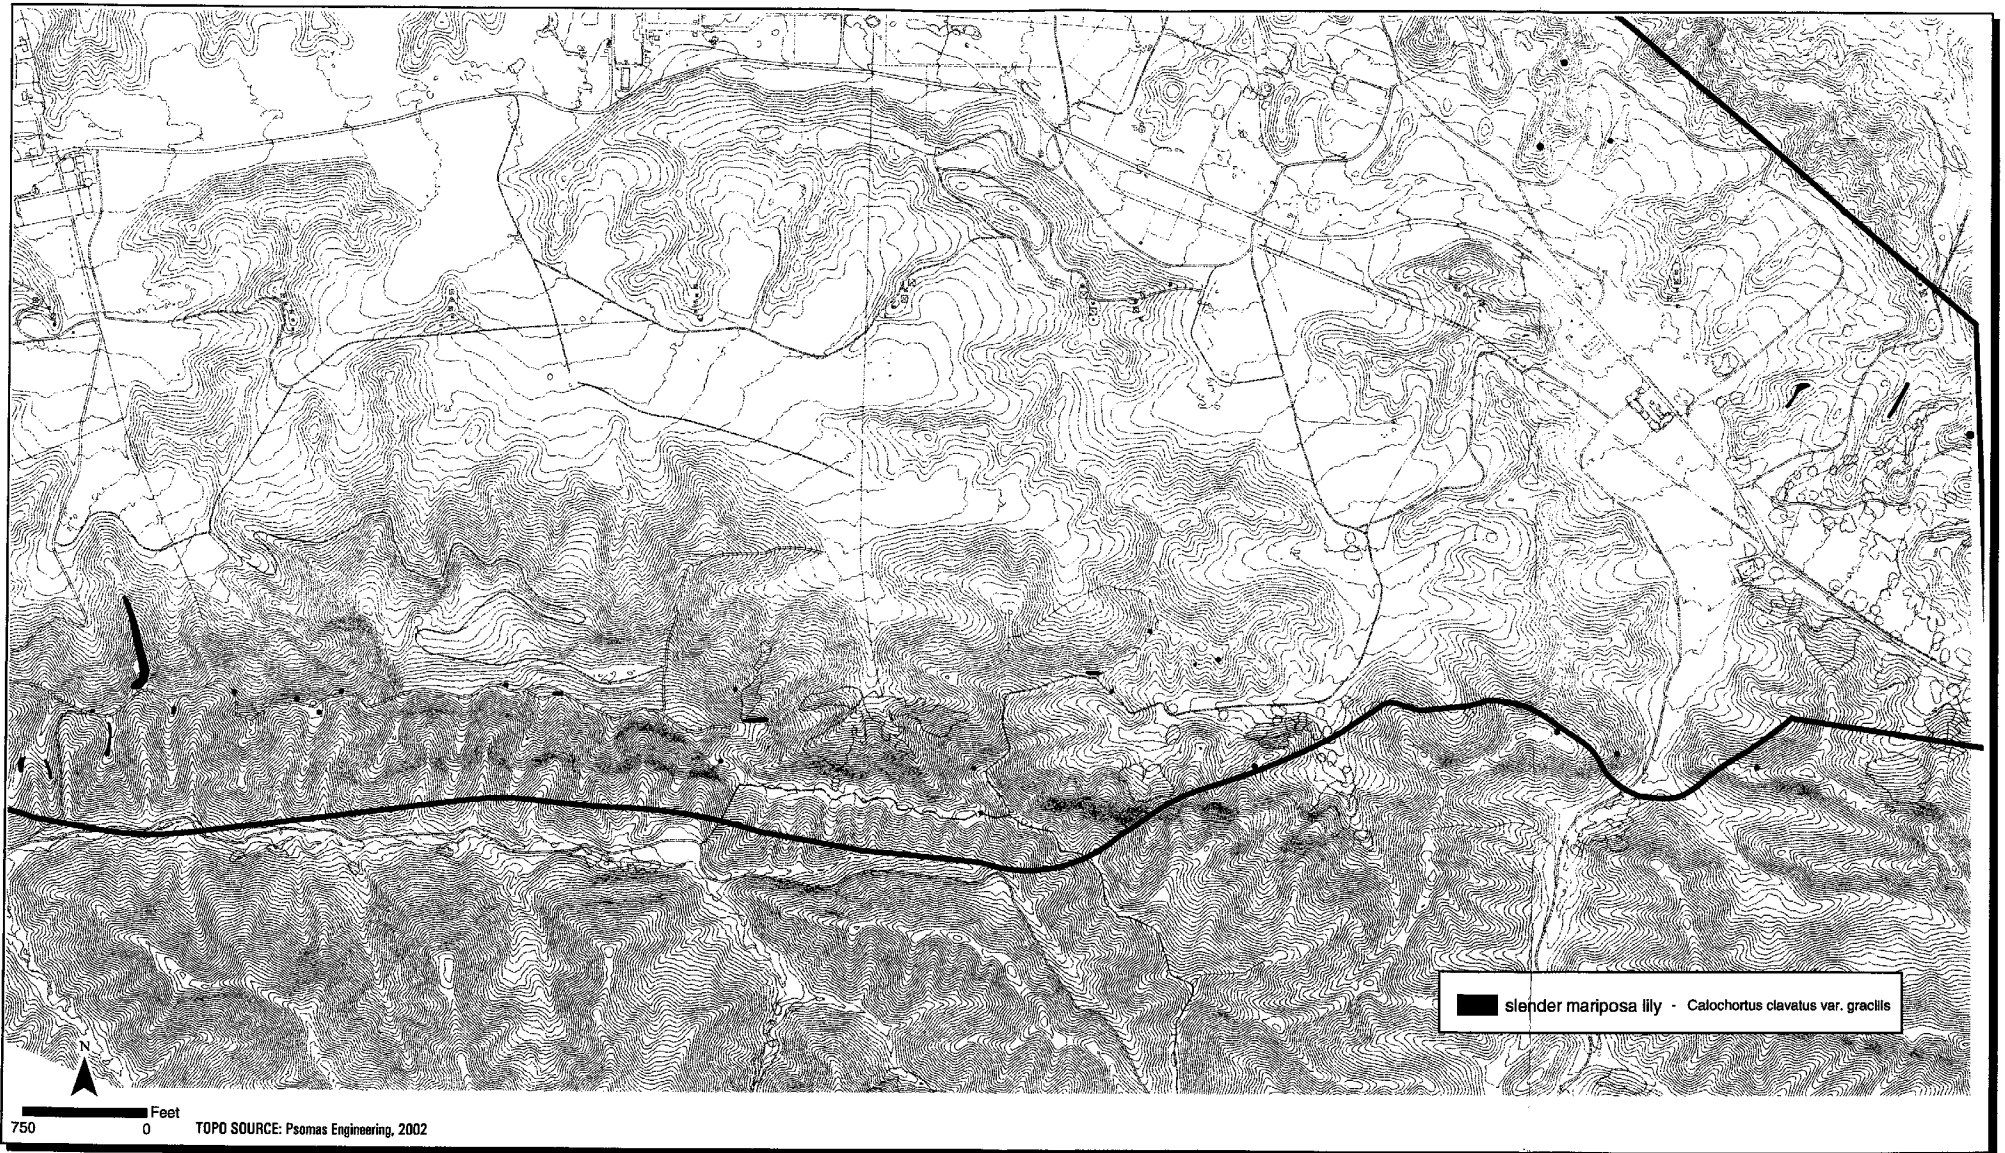 slender mariposa lily - Calochortus clavatus var. gracilis
N
Feet
750 0 TOPO SOURCE: Psomas Engineering, 2002